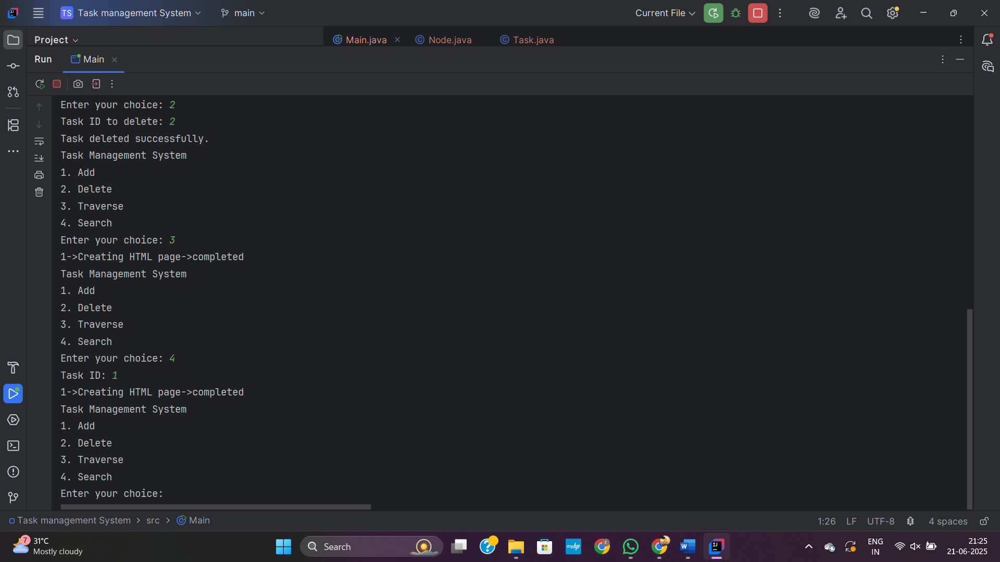 TS Task management System main Current File
Project Main.java Node.java Task.java
Run Main
Enter your choice: 2
Task ID to delete: 2
Task deleted successfully.
Task Management System
1. Add
2. Delete
3. Traverse
4. Search
Enter your choice: 3
1->Creating HTML page->completed
Task Management System
1. Add
2. Delete
3. Traverse
4. Search
Enter your choice: 4
Task ID: 1
1->Creating HTML page->completed
Task Management System
1. Add
2. Delete
3. Traverse
4. Search
Enter your choice:
Task management System > src > Main 1:26 LF UTF-8 4 spaces
7 31°C
Mostly cloudy
Search
myhp
E
W
ENG
IN
21:25
21-06-2025